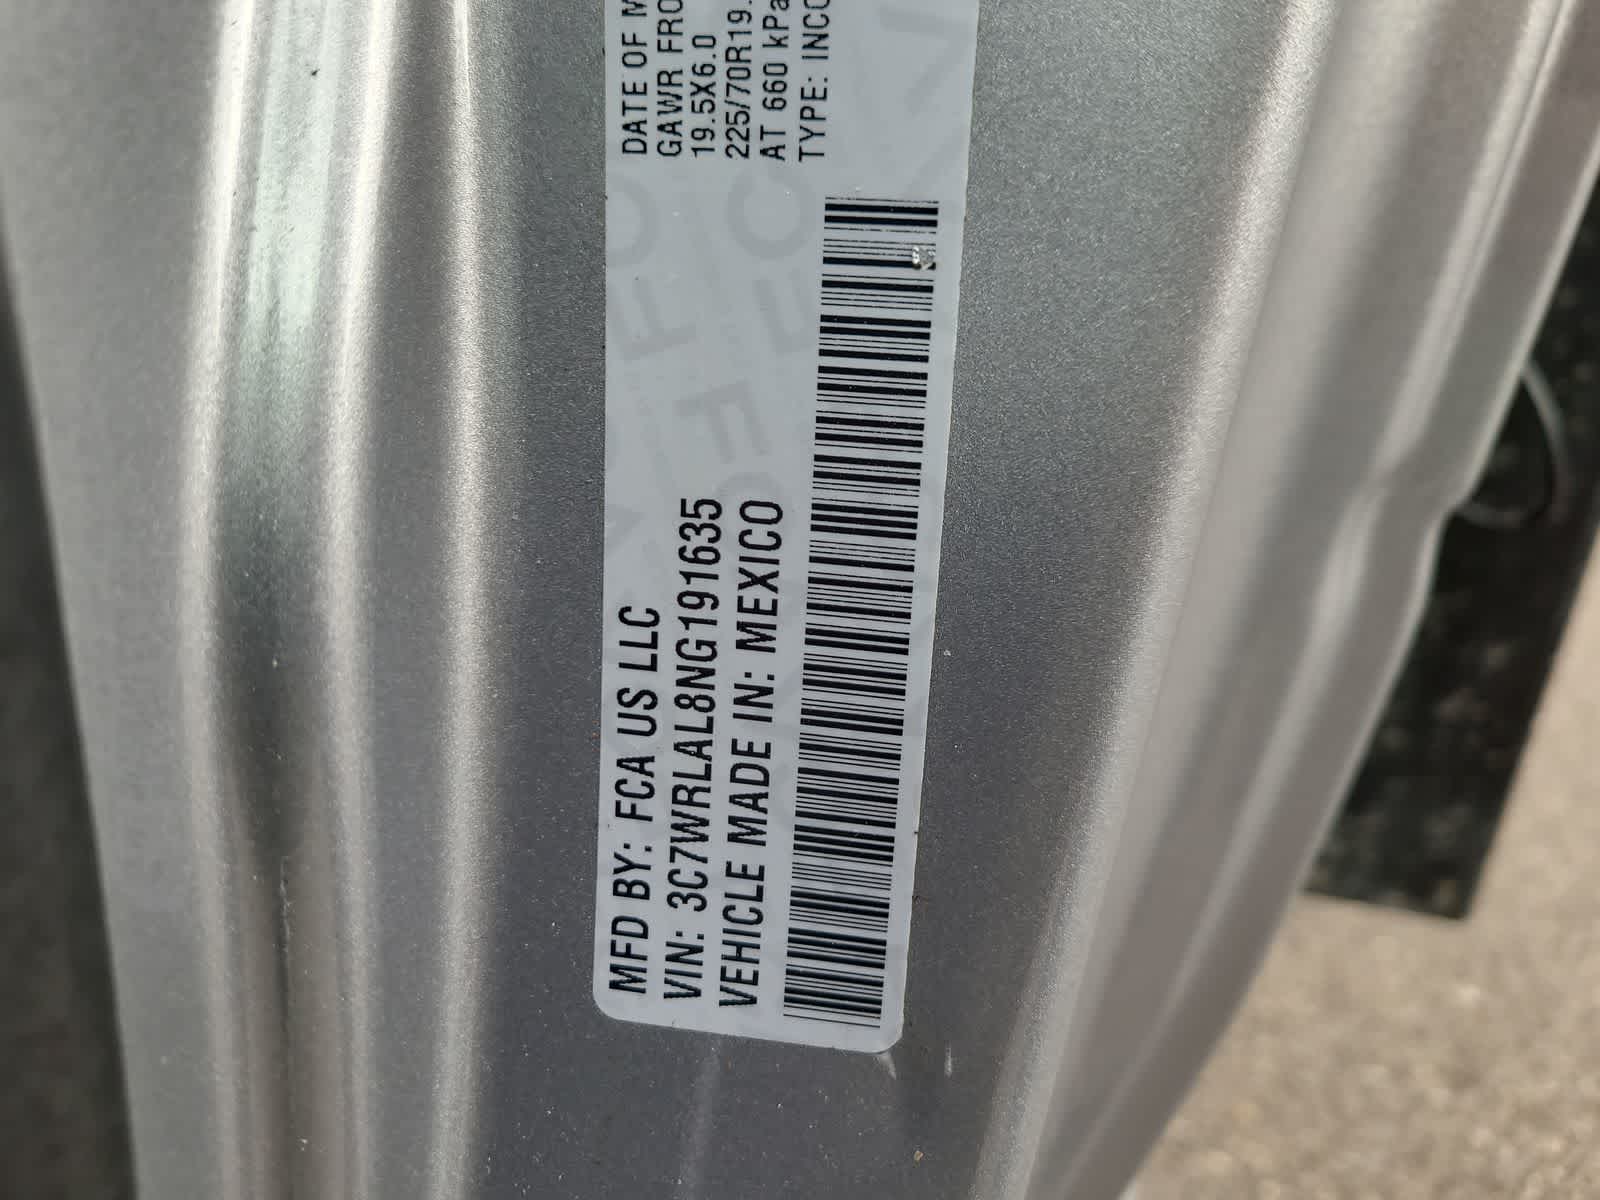 MFD BY: FCA US LLC
VIN: 3C7WRLAL8NG191635
VEHICLE MADE IN: MEXICO
DATE OF M
GAWR FRO
19.5X6.0
225/70R19.
AT 660 kPa
TYPE: INCO